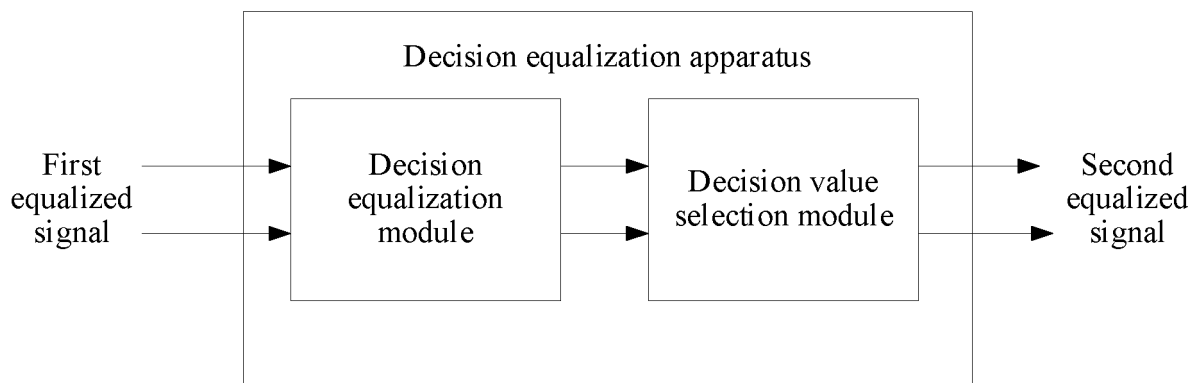 Decision equalization apparatus
First
equalized
signal
Decision
equalization
module
Decision value
selection module
Second
equalized
signal